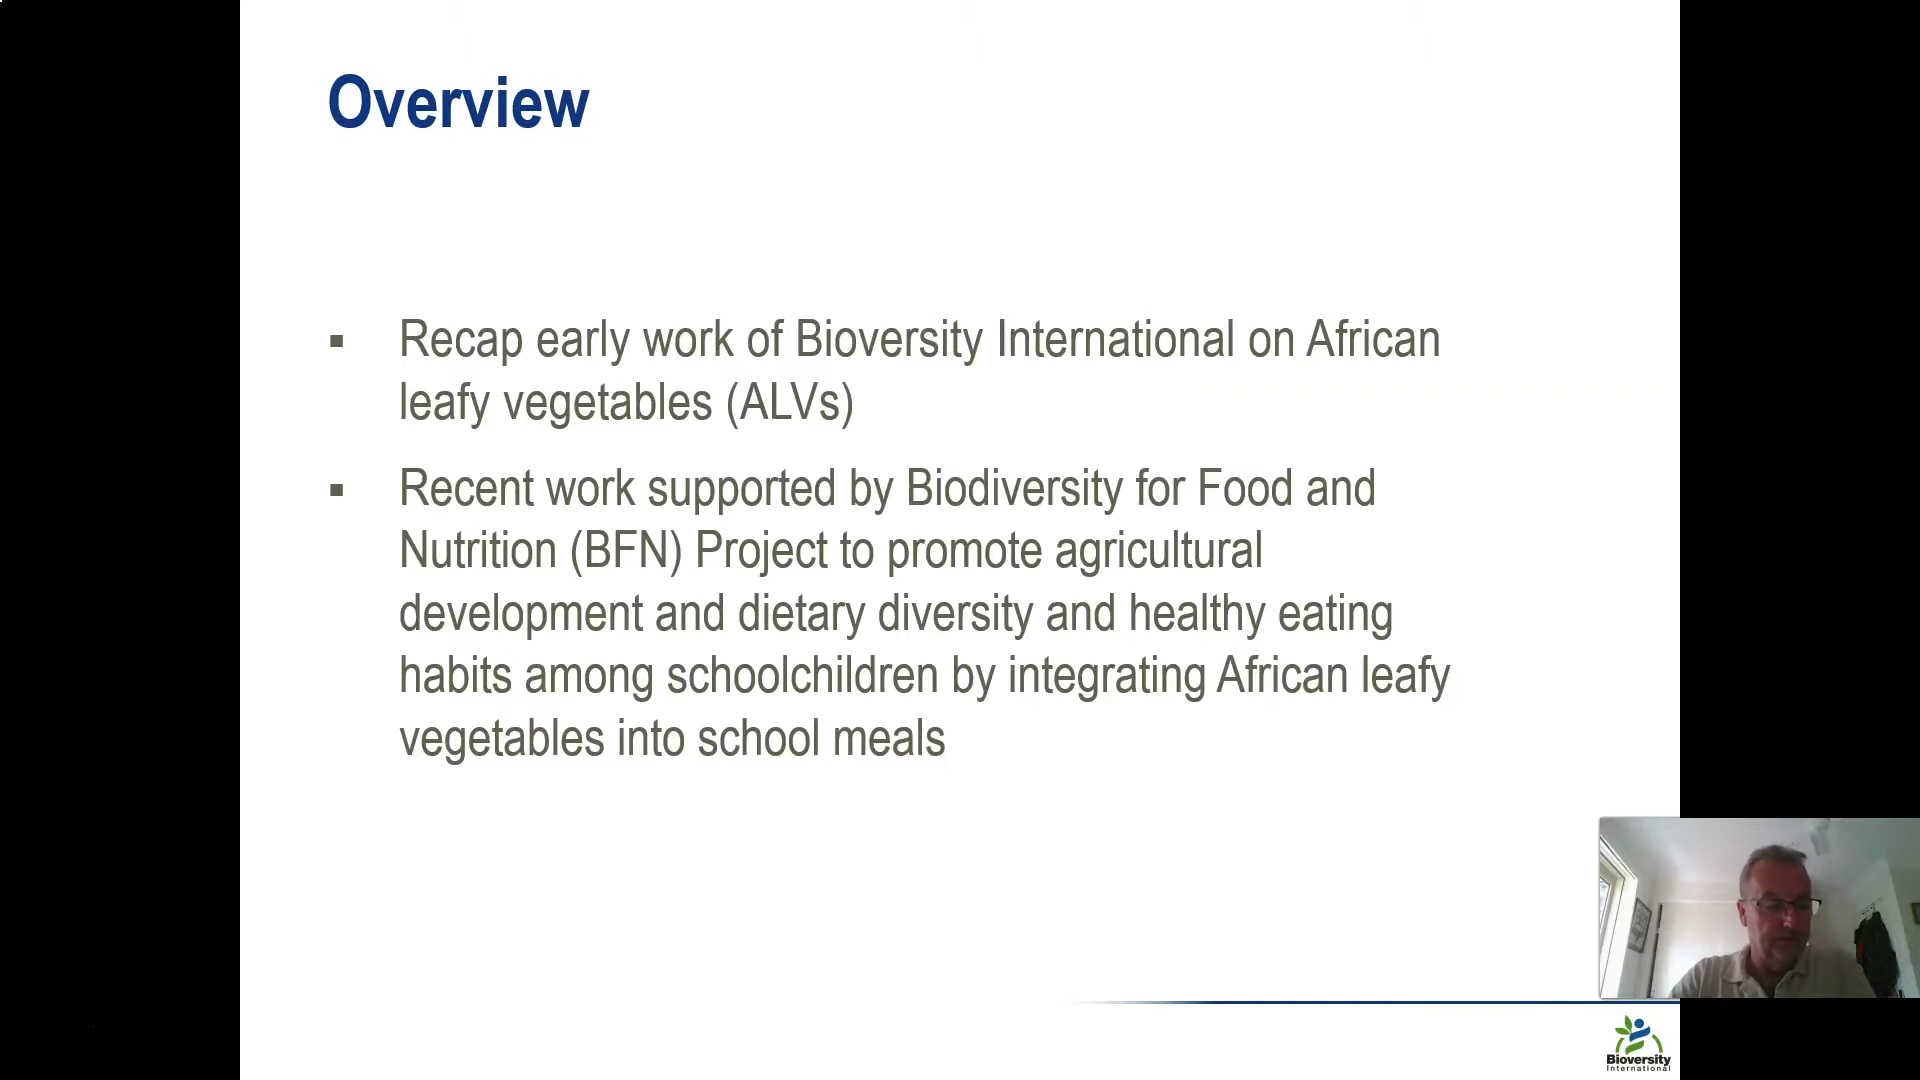 Overview
▪ Recap early work of Bioversity International on African
leafy vegetables (ALVs)
▪ Recent work supported by Biodiversity for Food and
Nutrition (BFN) Project to promote agricultural
development and dietary diversity and healthy eating
habits among schoolchildren by integrating African leafy
vegetables into school meals
Bioversity
International